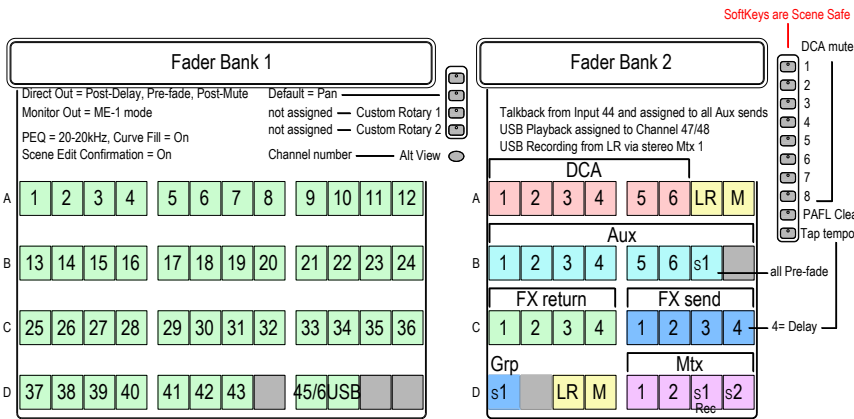 SoftKeys are Scene Safe
Fader Bank 1
Fader Bank 2
DCA mute
1
2
3
4
5
6
7
8
PAFL Clea
Tap tempo
Direct Out = Post-Delay, Pre-fade, Post-Mute
Default = Pan
Monitor Out = ME-1 mode
not assigned
Custom Rotary 1
not assigned
Custom Rotary 2
PEQ = 20-20kHz, Curve Fill = On
Scene Edit Confirmation = On
Channel number
Alt View
Talkback from Input 44 and assigned to all Aux sends
USB Playback assigned to Channel 47/48
USB Recording from LR via stereo Mtx 1
A 1 2 3 4 5 6 7 8 9 10 11 12
B 13 14 15 16 17 18 19 20 21 22 23 24
C 25 26 27 28 29 30 31 32 33 34 35 36
D 37 38 39 40 41 42 43 45/6 USB
DCA
A 1 2 3 4 5 6 LR M
Aux
B 1 2 3 4 5 6 s1
all Pre-fade
FX return FX send
C 1 2 3 4 1 2 3 4
4= Delay
Grp Mtx
D s1 LR M 1 2 s1 s2
Rec